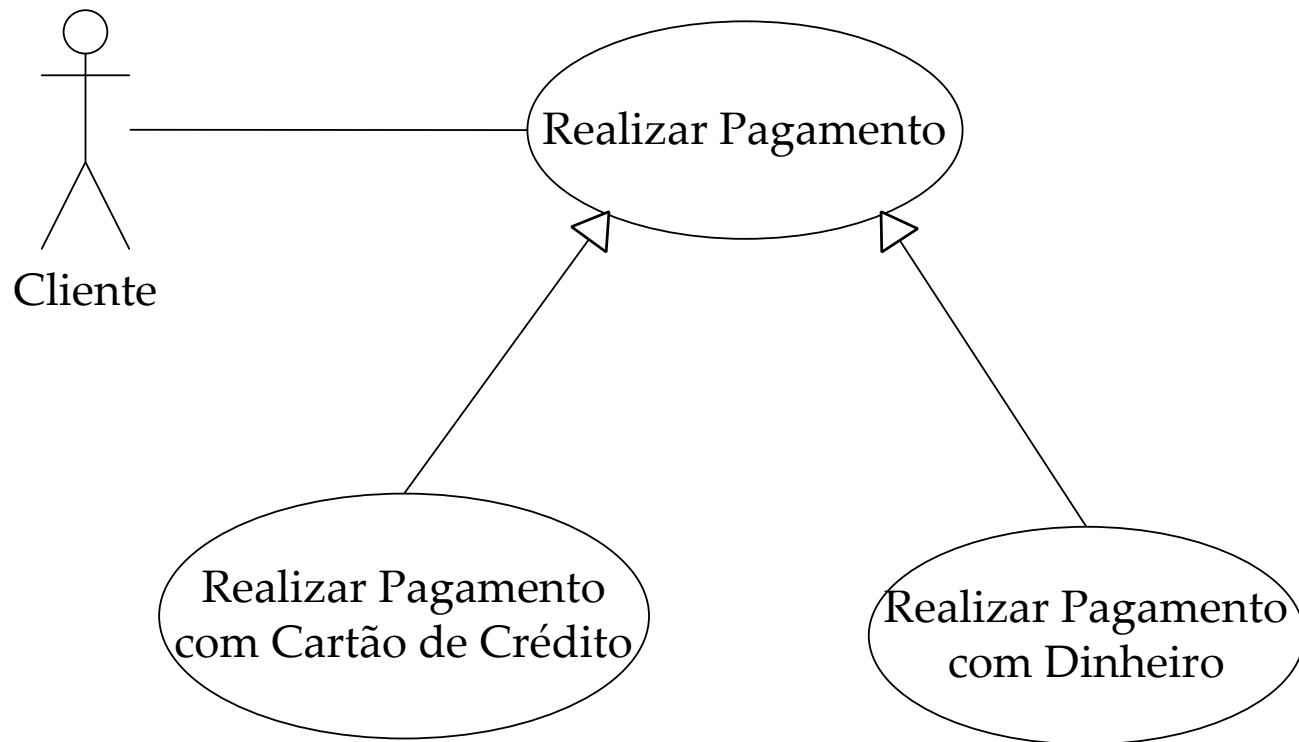 Realizar Pagamento
Cliente
Realizar Pagamento
com Cartão de Crédito
Realizar Pagamento
com Dinheiro